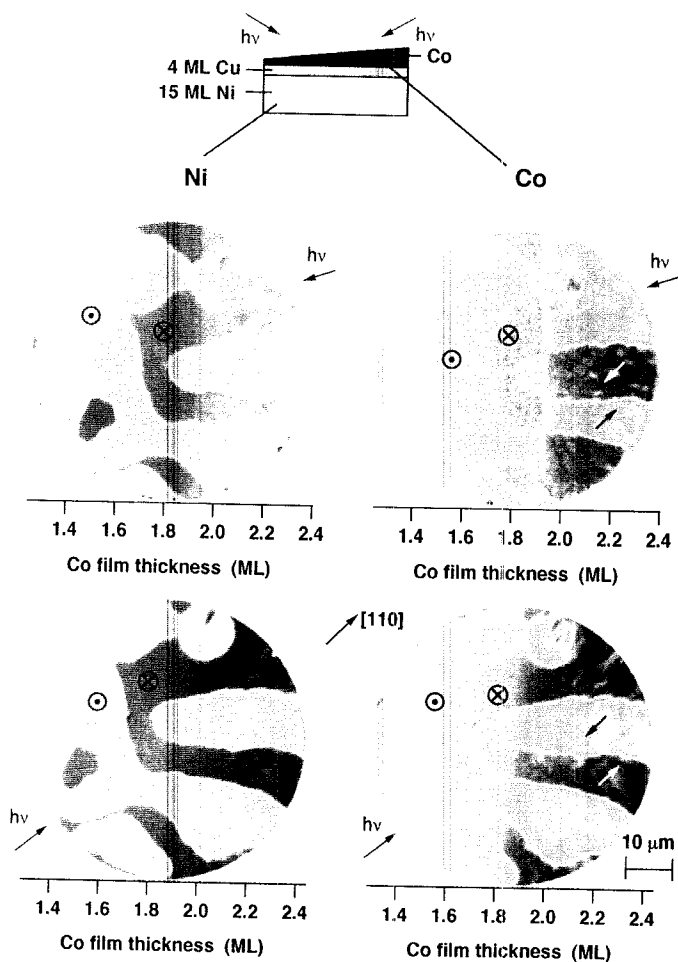 hν hν
Co
4 ML Cu
15 ML Ni
Ni Co
hν hν
1.4 1.6 1.8 2.0 2.2 2.4 1.4 1.6 1.8 2.0 2.2 2.4
Co film thickness (ML) Co film thickness (ML)
[110]
hν hν
10 μm
1.4 1.6 1.8 2.0 2.2 2.4 1.4 1.6 1.8 2.0 2.2 2.4
Co film thickness (ML) Co film thickness (ML)